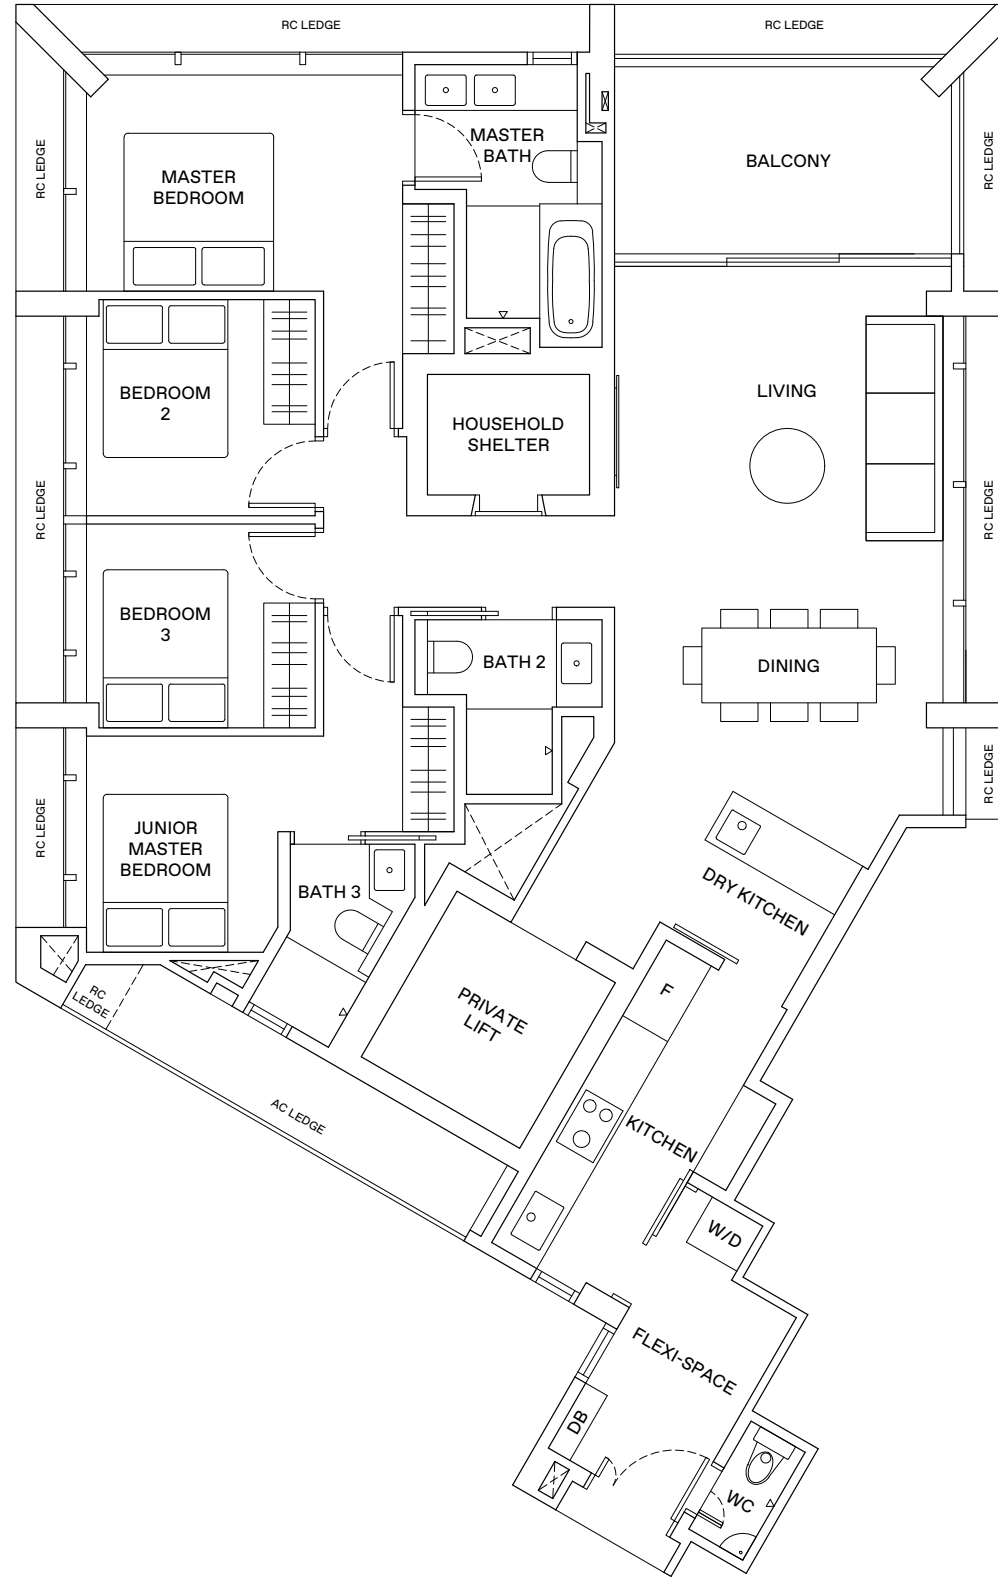 RC LEDGE
RC LEDGE
MASTER
BATH
RC LEDGE
RC LEDGE
BALCONY
MASTER
BEDROOM
BEDROOM
2
LIVING
HOUSEHOLD
SHELTER
RC LEDGE
RC LEDGE
BEDROOM
3
BATH 2
DINING
RC LEDGE
RC LEDGE
JUNIOR
MASTER
BEDROOM
BATH 3
DRY KITCHEN
F
RC
LEDGE
PRIVATE
LIFT
AC LEDGE
KITCHEN
W/D
FLEXI-SPACE
DB
WC